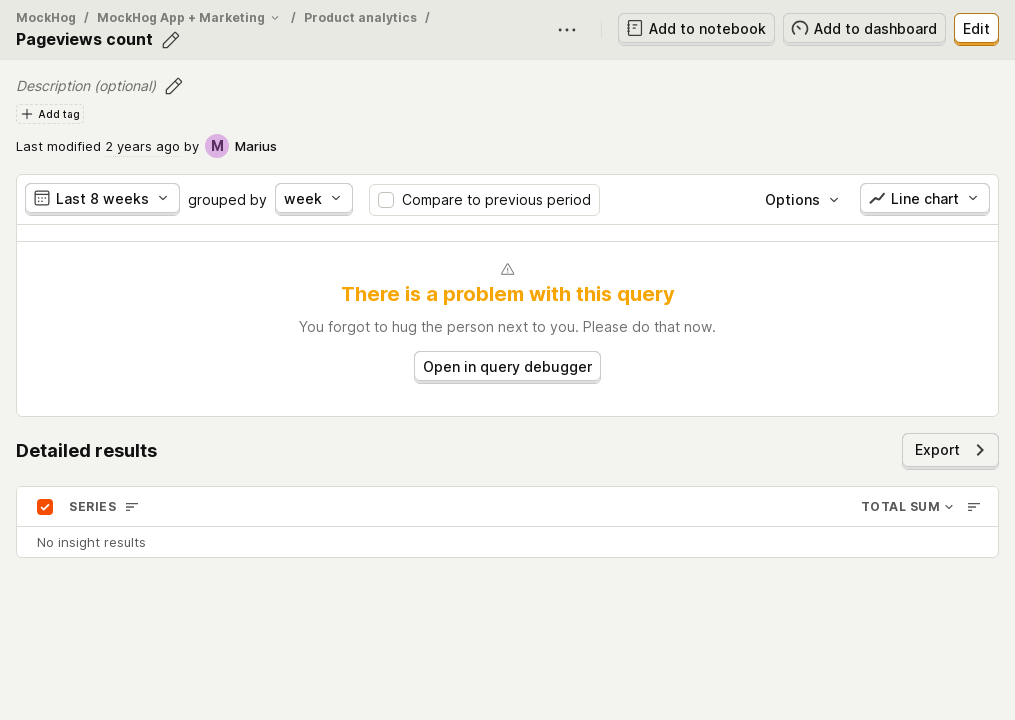 MockHog / MockHog App + Marketing / Product analytics /
Pageviews count
Add to notebook
Add to dashboard
Edit
Description (optional)
Add tag
Last modified 2 years ago by M Marius
Last 8 weeks grouped by week Compare to previous period Options Line chart
There is a problem with this query
You forgot to hug the person next to you. Please do that now.
Open in query debugger
Detailed results
Export
SERIES TOTAL SUM
No insight results